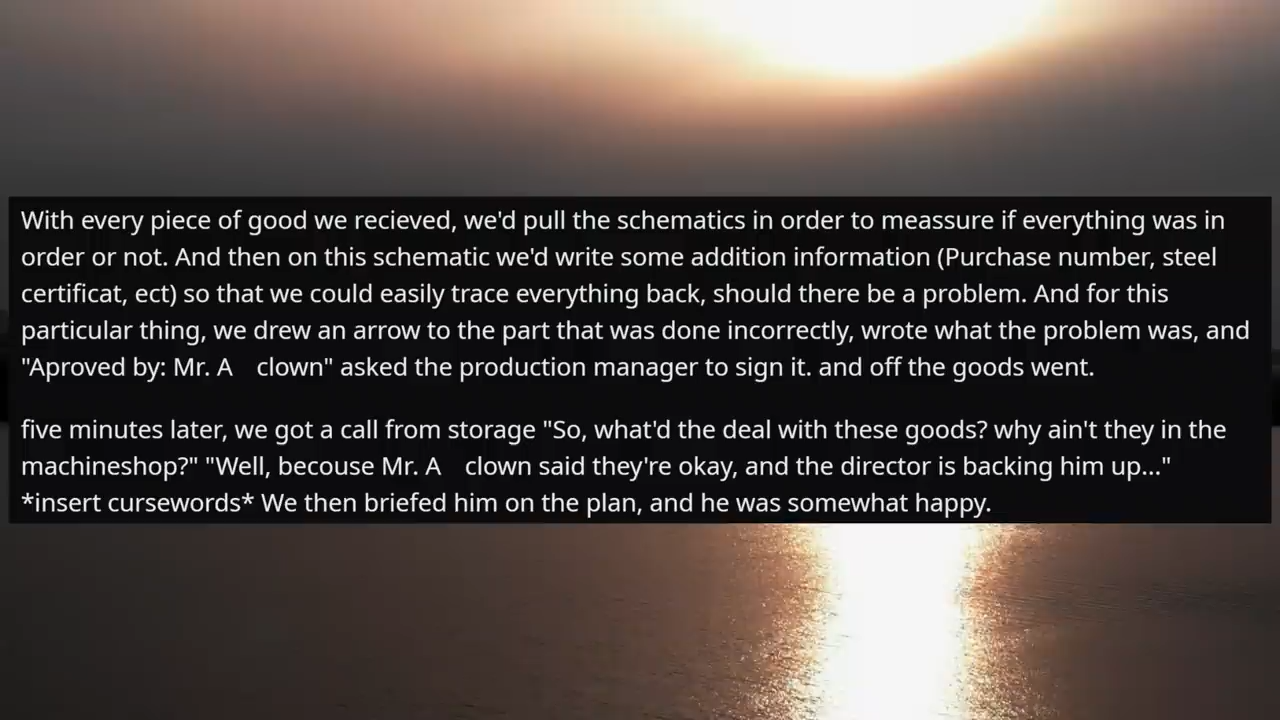 With every piece of good we recieved, we'd pull the schematics in order to meassure if everything was in
order or not. And then on this schematic we'd write some addition information (Purchase number, steel
certificat, ect) so that we could easily trace everything back, should there be a problem. And for this
particular thing, we drew an arrow to the part that was done incorrectly, wrote what the problem was, and
"Aproved by: Mr. A clown" asked the production manager to sign it. and off the goods went.
five minutes later, we got a call from storage "So, what'd the deal with these goods? why ain't they in the
machineshop?" "Well, becouse Mr. A clown said they're okay, and the director is backing him up..."
*insert cursewords* We then briefed him on the plan, and he was somewhat happy.